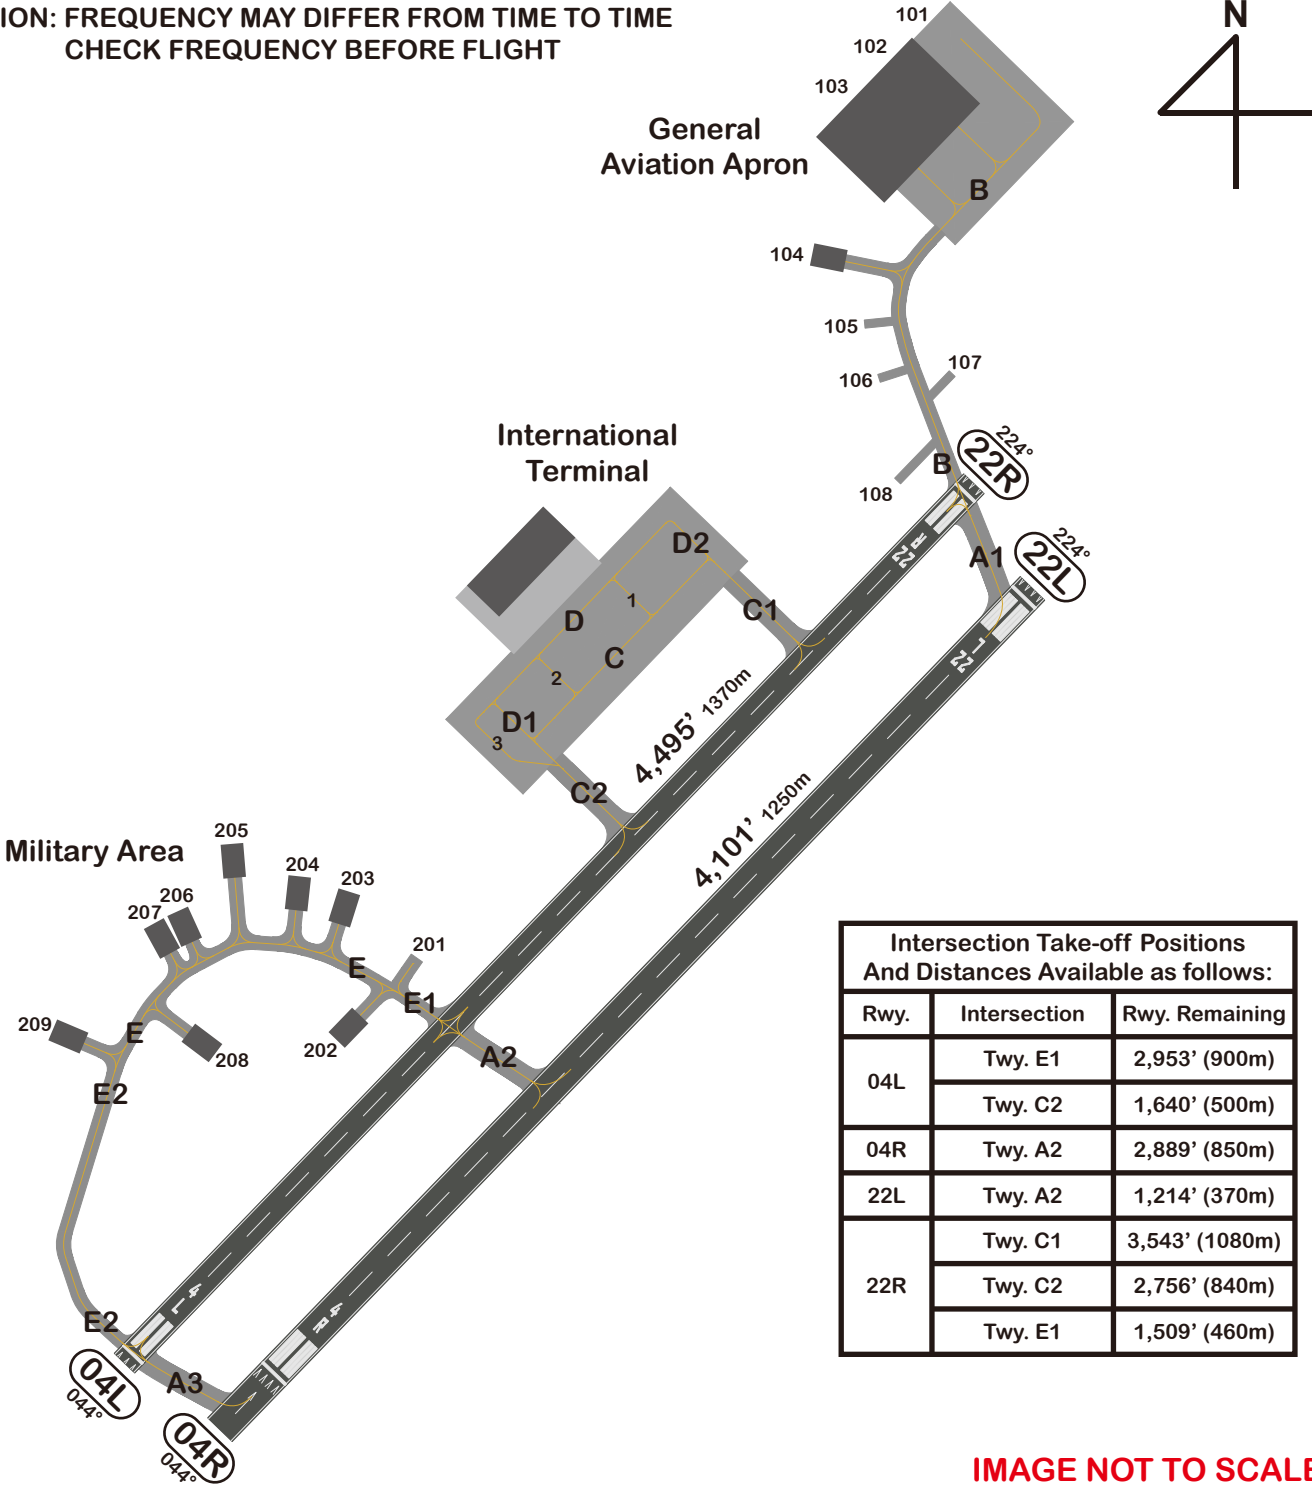 ION: FREQUENCY MAY DIFFER FROM TIME TO TIME
CHECK FREQUENCY BEFORE FLIGHT
N
101
102
103
General
Aviation Apron
B
104
105
106
107
108
B
22R
224°
A1
22L
224°
International
Terminal
D2
1
D
C
C1
2
D1
3
C2
22
R
22
L
4,495’ 1370m
4,101’ 1250m
Military Area
205
204
203
206
207
201
E
E1
209
E
208
202
A2
E2
E2
4
L
4
R
A3
04L
044°
04R
044°
Intersection Take-off Positions
And Distances Available as follows:
Rwy. Intersection Rwy. Remaining
04L Twy. E1 2,953’ (900m)
Twy. C2 1,640’ (500m)
04R Twy. A2 2,889’ (850m)
22L Twy. A2 1,214’ (370m)
22R Twy. C1 3,543’ (1080m)
Twy. C2 2,756’ (840m)
Twy. E1 1,509’ (460m)
IMAGE NOT TO SCALE